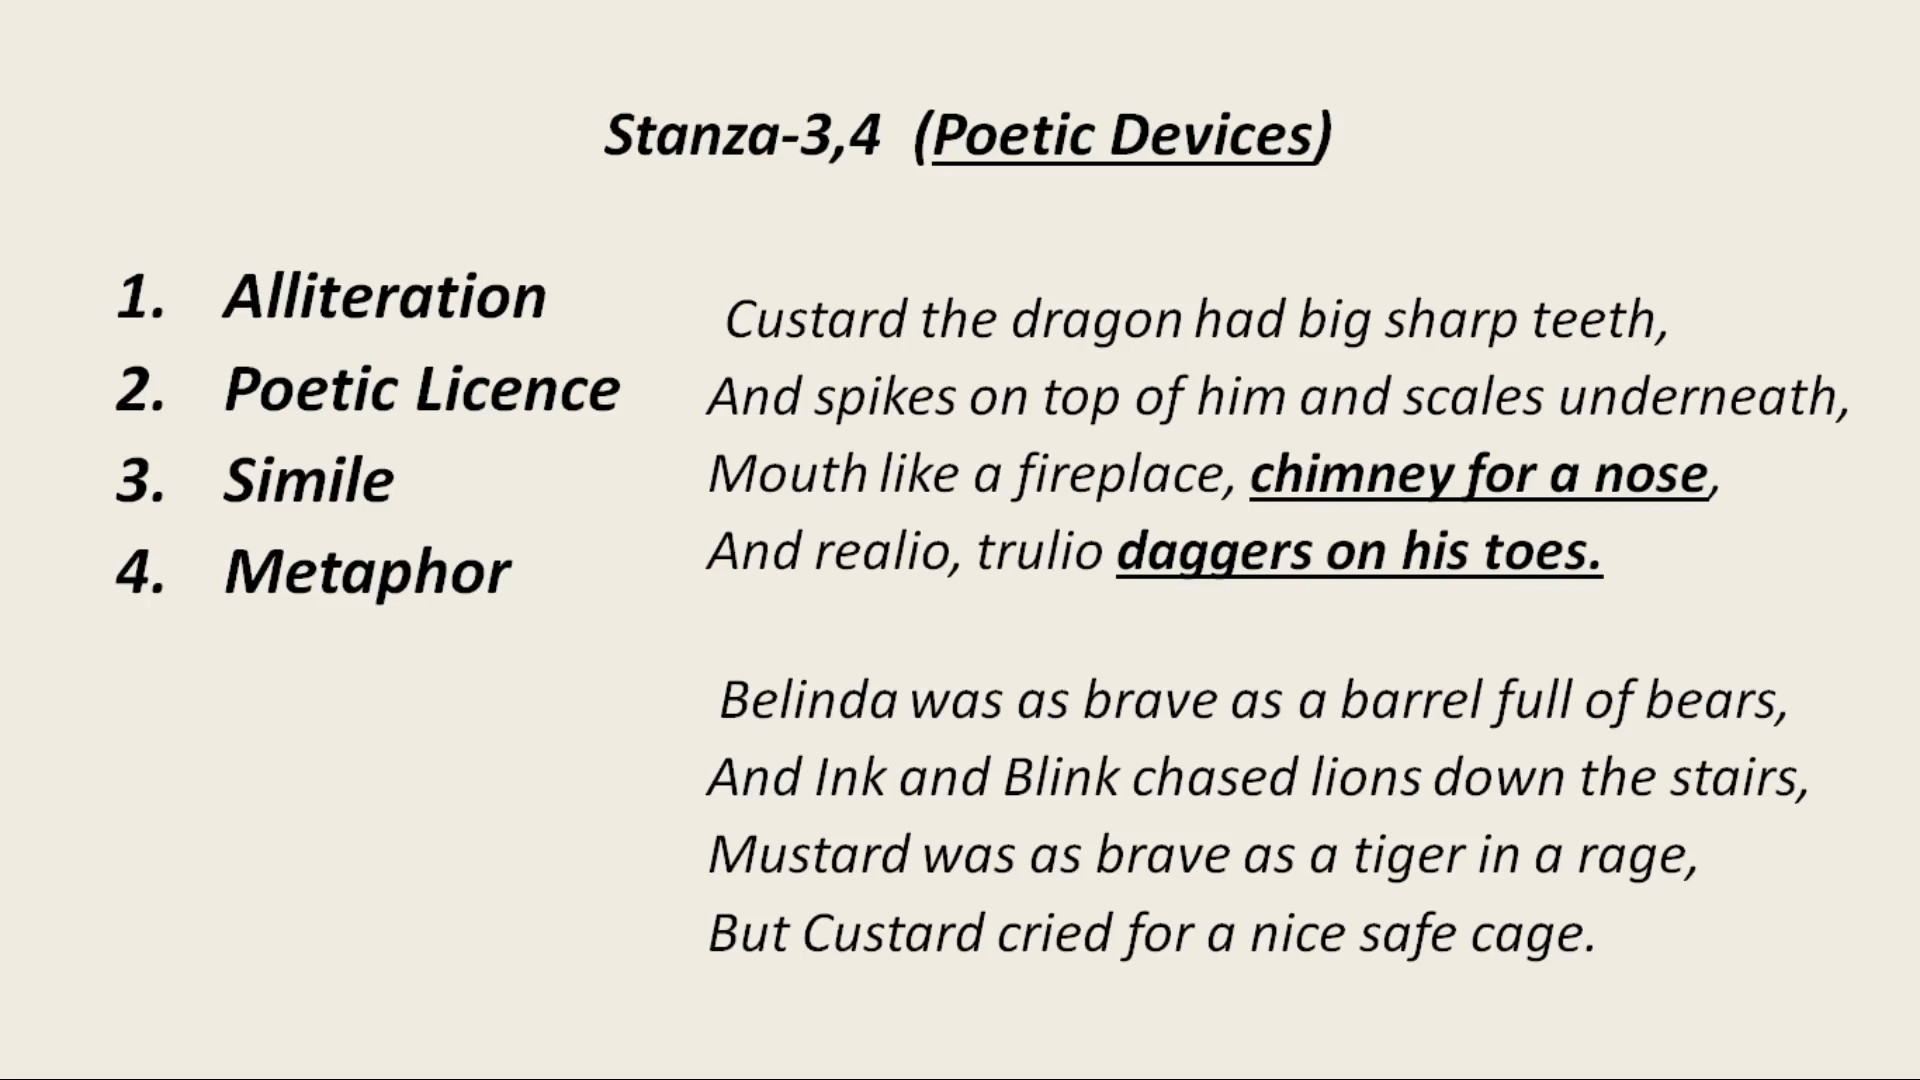 Stanza-3,4 (Poetic Devices)
1. Alliteration
2. Poetic Licence
3. Simile
4. Metaphor
Custard the dragon had big sharp teeth,
And spikes on top of him and scales underneath,
Mouth like a fireplace, chimney for a nose,
And realio, trulio daggers on his toes.
Belinda was as brave as a barrel full of bears,
And Ink and Blink chased lions down the stairs,
Mustard was as brave as a tiger in a rage,
But Custard cried for a nice safe cage.